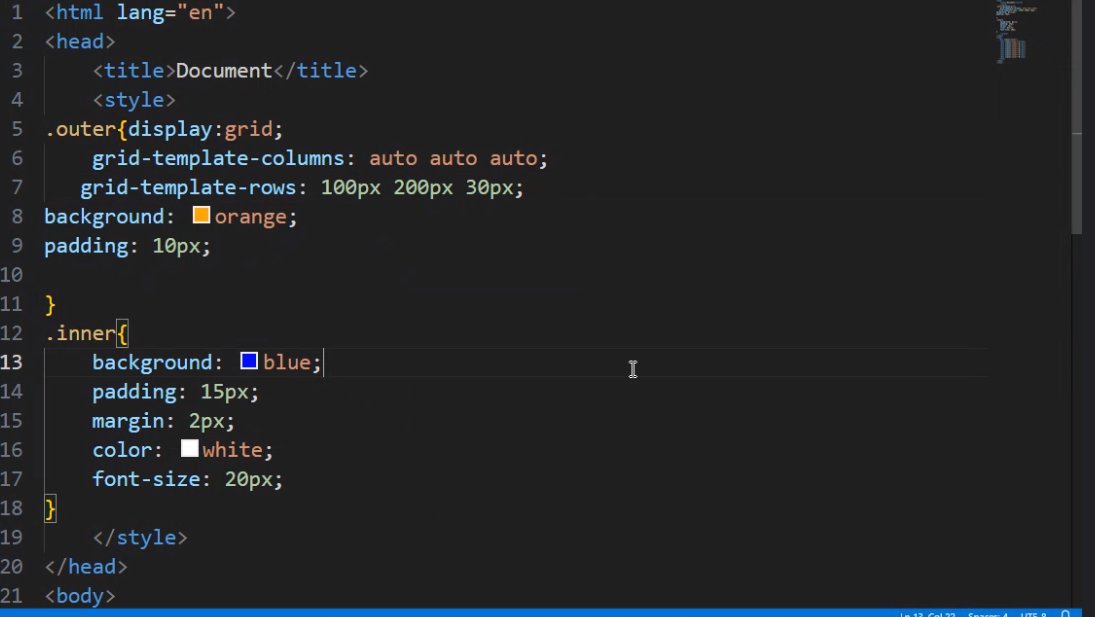 1 <html lang="en">
2 <head>
3     <title>Document</title>
4     <style>
5 .outer{display:grid;
6     grid-template-columns: auto auto auto;
7    grid-template-rows: 100px 200px 30px;
8 background: orange;
9 padding: 10px;
10
11 }
12 .inner{
13     background: blue;
14     padding: 15px;
15     margin: 2px;
16     color: white;
17     font-size: 20px;
18 }
19     </style>
20 </head>
21 <body>